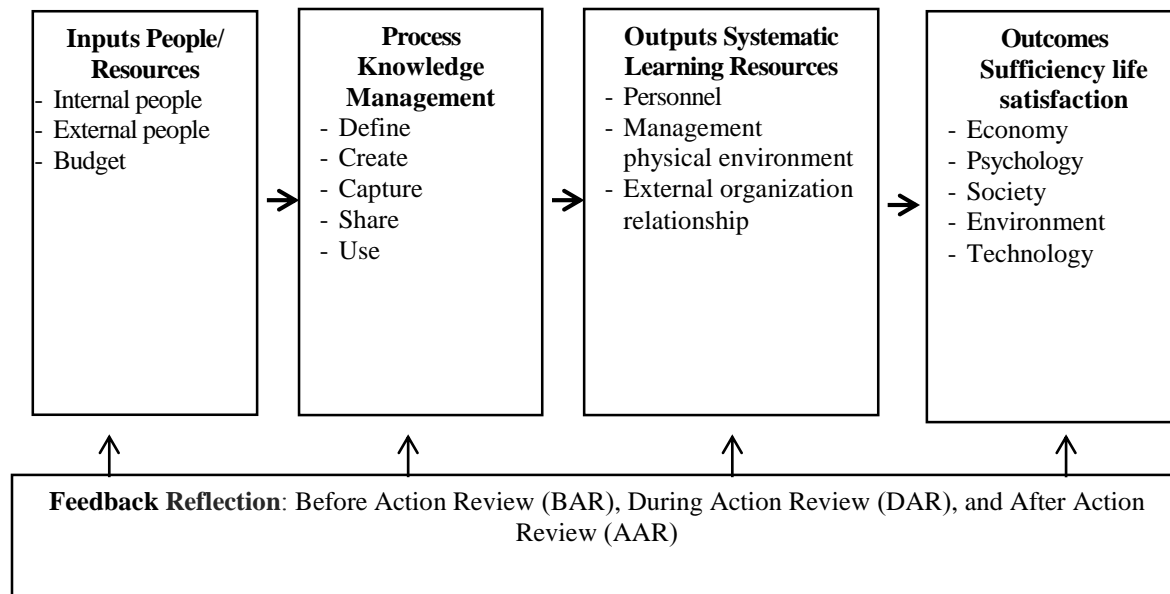 Inputs People/
Resources
- Internal people
- External people
- Budget
Process
Knowledge
Management
- Define
- Create
- Capture
- Share
- Use
Outputs Systematic
Learning Resources
- Personnel
- Management
physical environment
- External organization
relationship
Outcomes
Sufficiency life
satisfaction
- Economy
- Psychology
- Society
- Environment
- Technology
Feedback Reflection: Before Action Review (BAR), During Action Review (DAR), and After Action
Review (AAR)